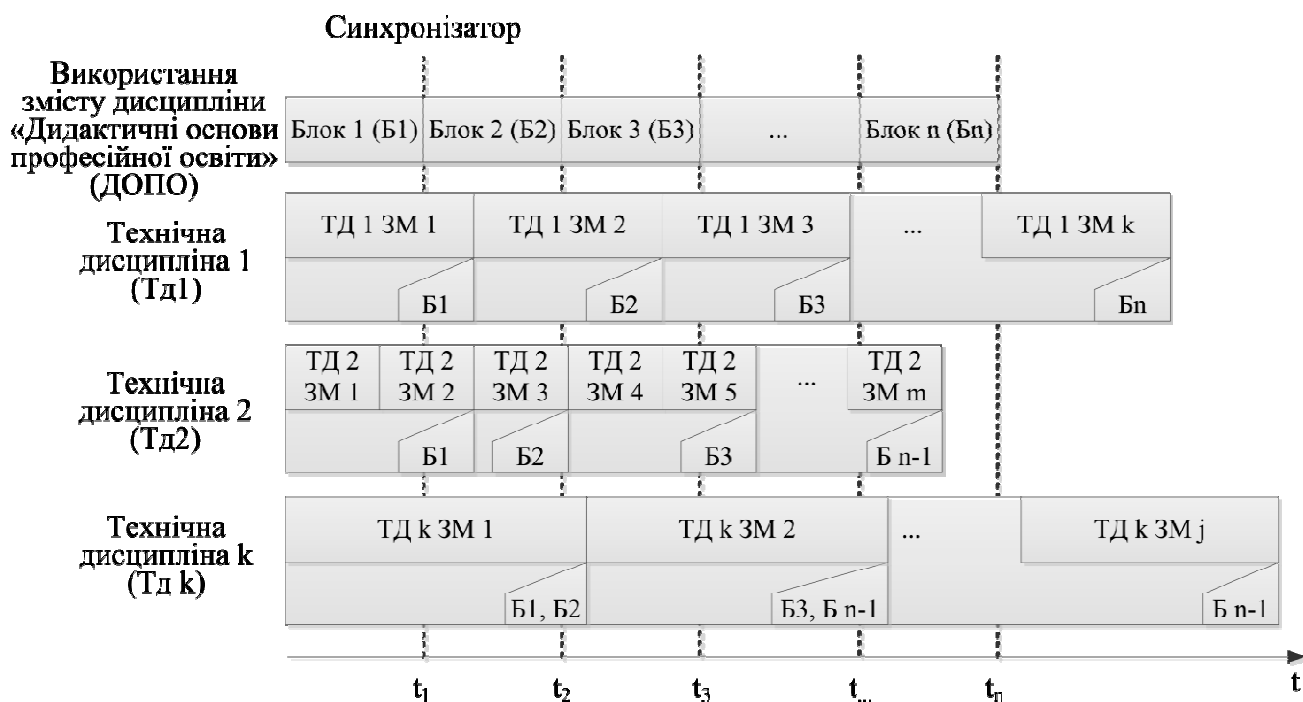 Синхронізатор
Використання
змісту дисципліни
«Дидактичні основи
професійної освіти»
(ДОПО)
Блок 1 (Б1)
Блок 2 (Б2)
Блок 3 (Б3)
...
Блок n (Бn)
Технічна
дисципліна 1
(Тд1)
ТД 1 ЗМ 1
ТД 1 ЗМ 2
ТД 1 ЗМ 3
...
ТД 1 ЗМ k
Б1
Б2
Б3
Бn
Технічна
дисципліна 2
(Тд2)
ТД 2
ЗМ 1
ТД 2
ЗМ 2
ТД 2
ЗМ 3
ТД 2
ЗМ 4
ТД 2
ЗМ 5
...
ТД 2
ЗМ m
Б1
Б2
Б3
Б n-1
Технічна
дисципліна k
(Тд k)
ТД k ЗМ 1
ТД k ЗМ 2
...
ТД k ЗМ j
Б1, Б2
Б3, Б n-1
Б n-1
t1
t2
t3
t...
tn
t